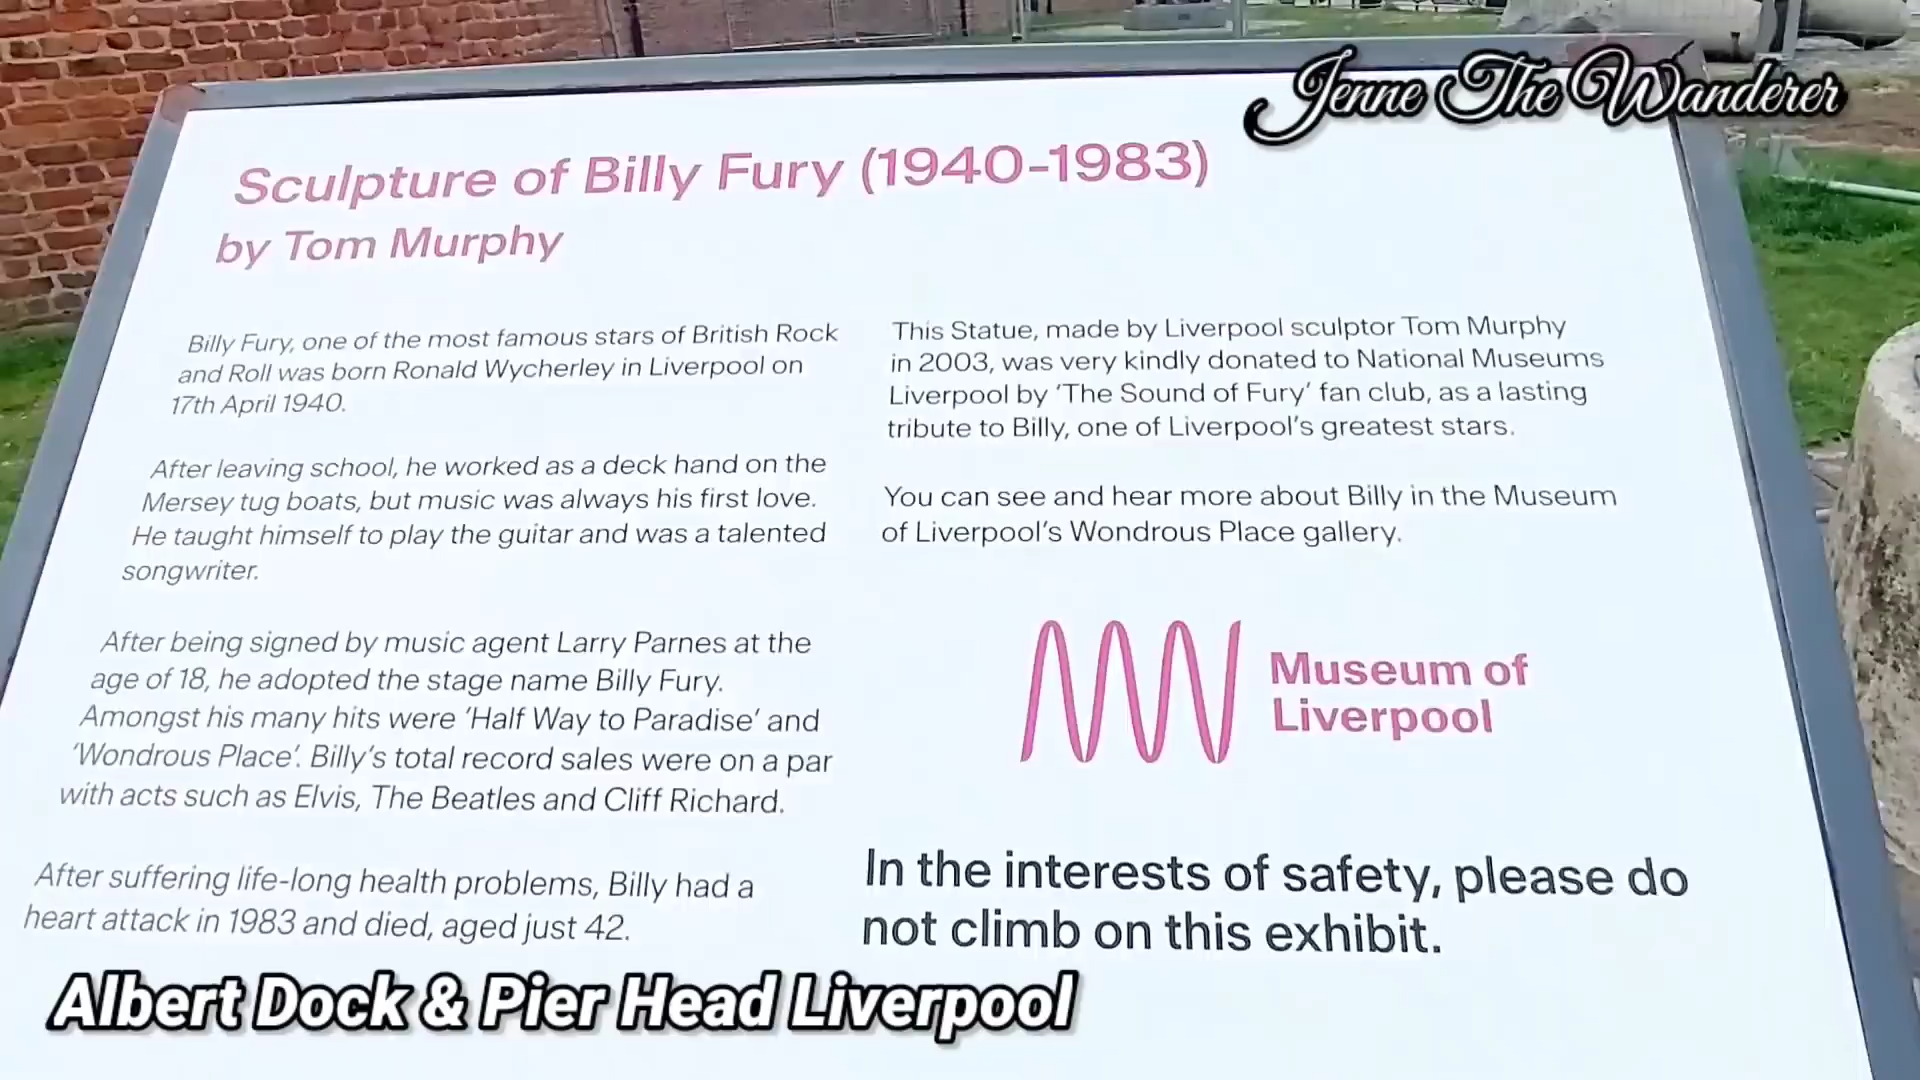 Jenne The Wanderer
Sculpture of Billy Fury (1940-1983)
by Tom Murphy
Billy Fury, one of the most famous stars of British Rock
and Roll was born Ronald Wycherley in Liverpool on
17th April 1940.
After leaving school, he worked as a deck hand on the
Mersey tug boats, but music was always his first love.
He taught himself to play the guitar and was a talented
songwriter.
After being signed by music agent Larry Parnes at the
age of 18, he adopted the stage name Billy Fury.
Amongst his many hits were ‘Half Way to Paradise’ and
‘Wondrous Place’. Billy’s total record sales were on a par
with acts such as Elvis, The Beatles and Cliff Richard.
After suffering life-long health problems, Billy had a
heart attack in 1983 and died, aged just 42.
This Statue, made by Liverpool sculptor Tom Murphy
in 2003, was very kindly donated to National Museums
Liverpool by ‘The Sound of Fury’ fan club, as a lasting
tribute to Billy, one of Liverpool’s greatest stars.
You can see and hear more about Billy in the Museum
of Liverpool’s Wondrous Place gallery.
Museum of
Liverpool
In the interests of safety, please do
not climb on this exhibit.
Albert Dock & Pier Head Liverpool